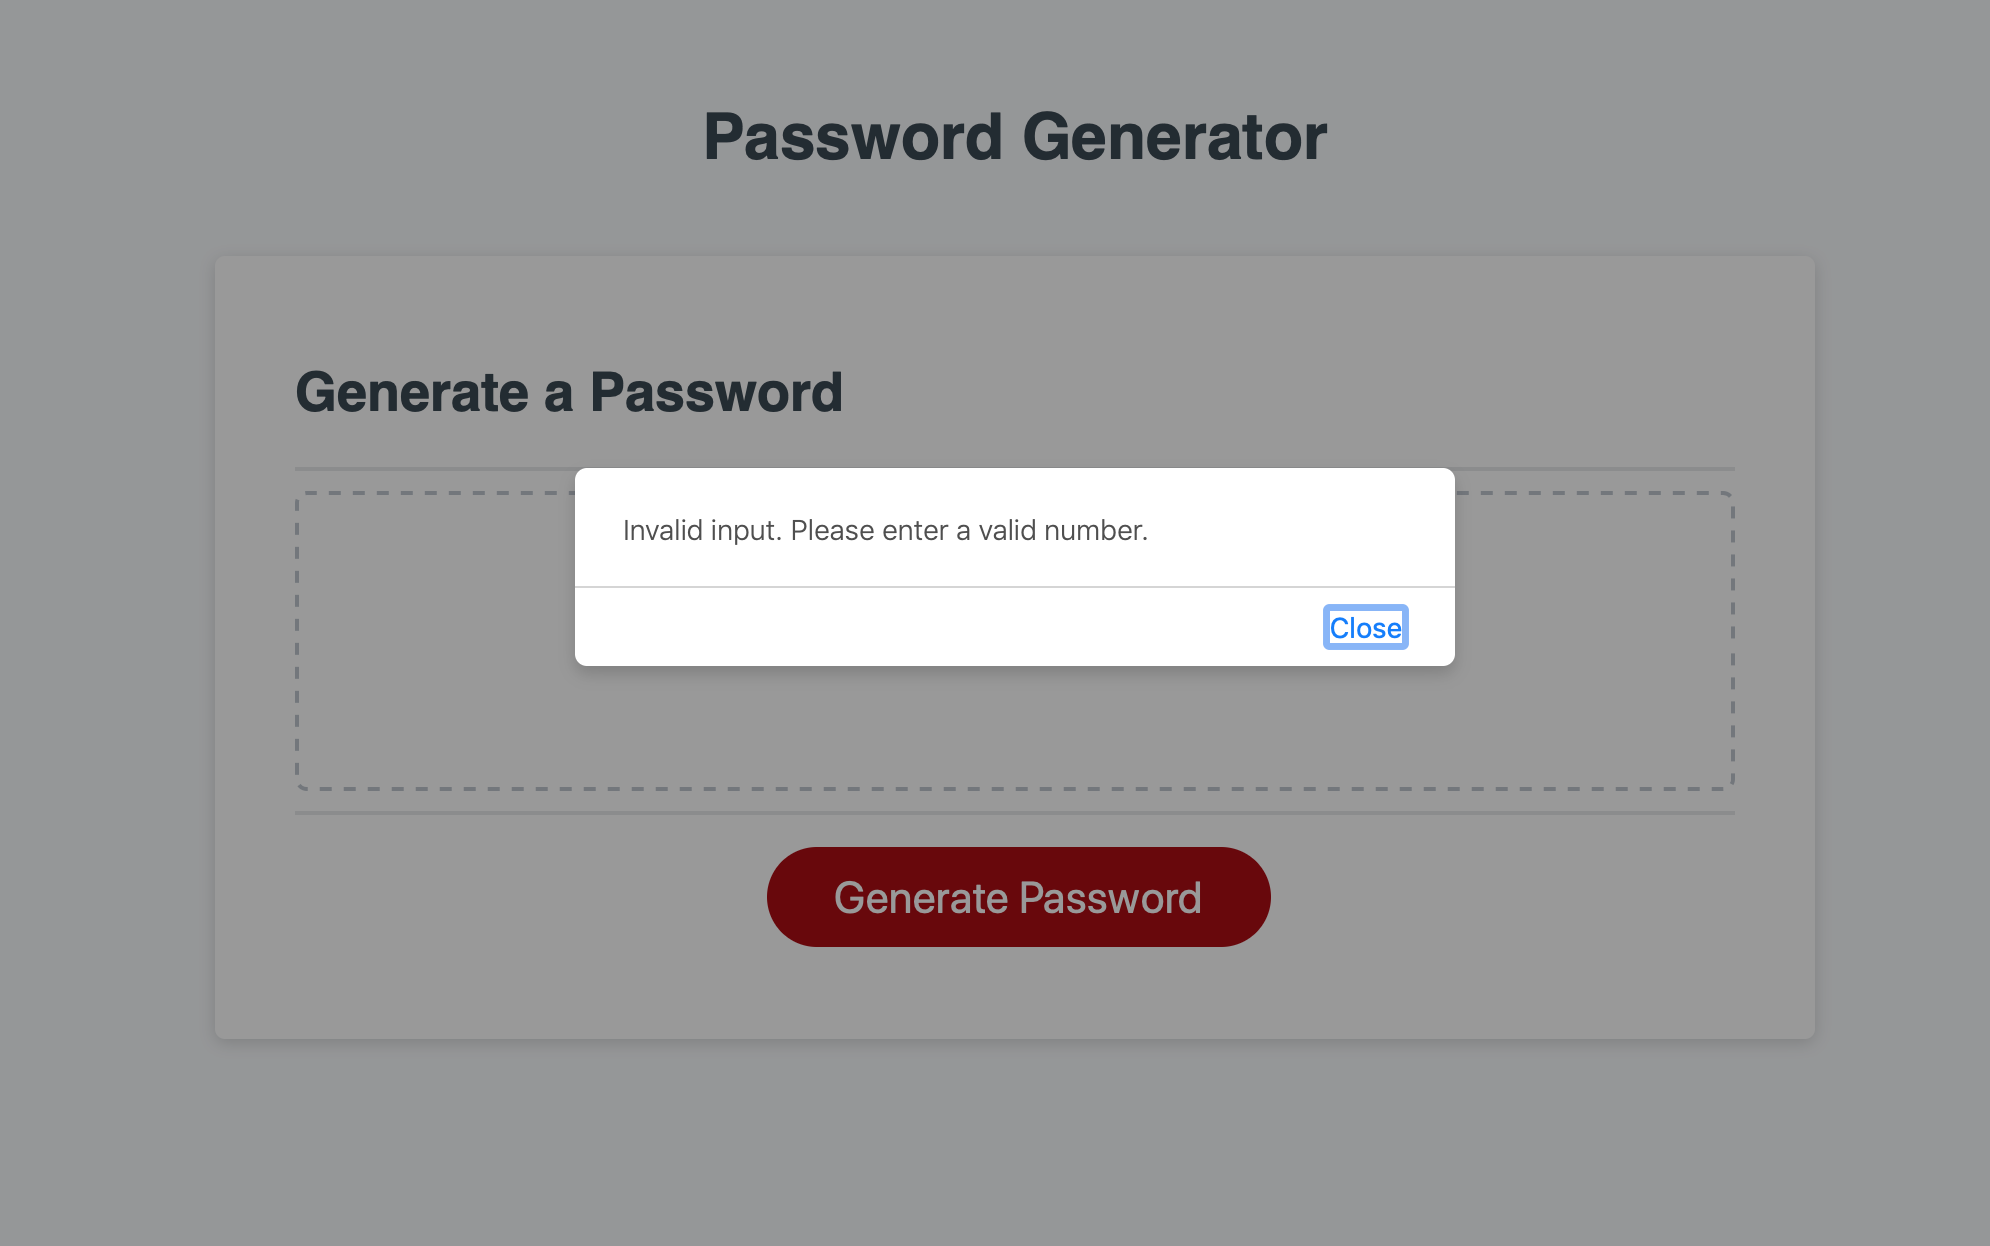 Password Generator
Generate a Password
Invalid input. Please enter a valid number.
Close
Generate Password